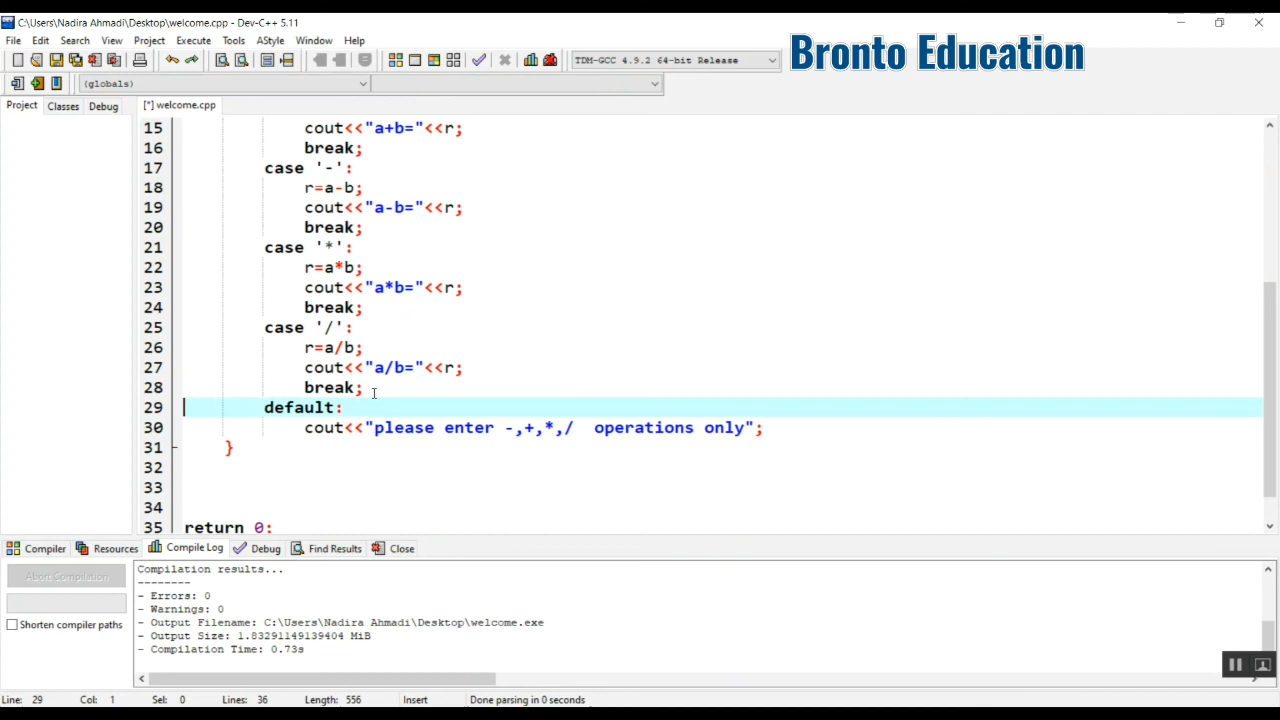 C:\Users\Nadira Ahmadi\Desktop\welcome.cpp - Dev-C++ 5.11
File Edit Search View Project Execute Tools AStyle Window Help
TDM-GCC 4.9.2 64-bit Release
Bronto Education
(globals)
Project Classes Debug
[*] welcome.cpp
15 cout<<"a+b="<<r;
16 break;
17 case '-':
18 r=a-b;
19 cout<<"a-b="<<r;
20 break;
21 case '*':
22 r=a*b;
23 cout<<"a*b="<<r;
24 break;
25 case '/':
26 r=a/b;
27 cout<<"a/b="<<r;
28 break;
29 default:
30 cout<<"please enter -,+,*,/  operations only";
31 }
32
33
34
35 return 0;
Compiler Resources Compile Log Debug Find Results Close
Abort Compilation
Shorten compiler paths
Compilation results...
--------
- Errors: 0
- Warnings: 0
- Output Filename: C:\Users\Nadira Ahmadi\Desktop\welcome.exe
- Output Size: 1.83291149139404 MiB
- Compilation Time: 0.73s
Line: 29 Col: 1 Sel: 0 Lines: 36 Length: 556 Insert Done parsing in 0 seconds